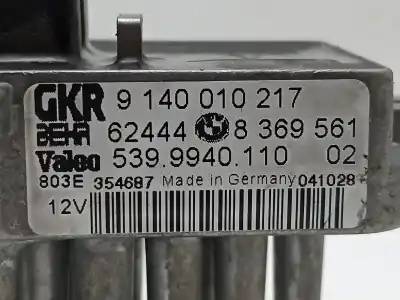 GKR 9 140 010 217
BEHR 62444 8 369 561
Valeo 539.9940.110 02
803E 354687 Made in Germany 041028
12V